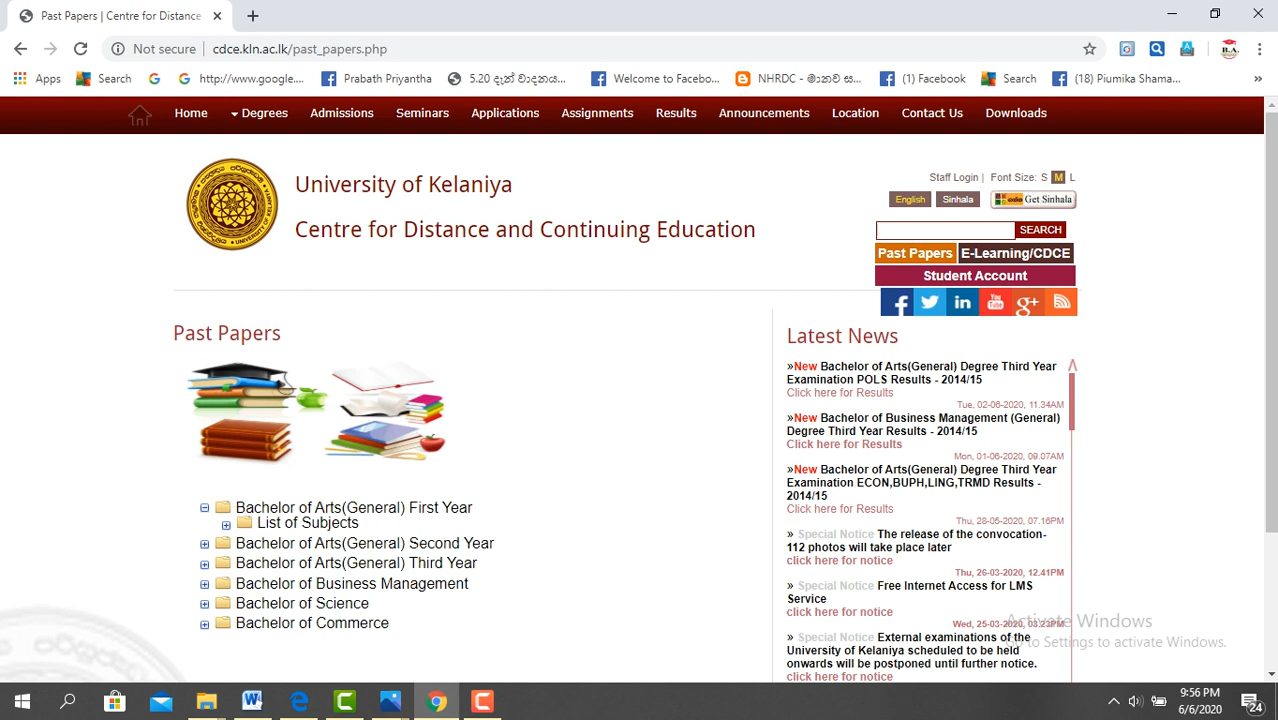 Past Papers | Centre for Distance
Not secure | cdce.kln.ac.lk/past_papers.php
Apps Search http://www.google.... Prabath Priyantha 5.20 දැන් වාදනය... Welcome to Facebo... NHRDC - මානව ස... (1) Facebook Search (18) Piumika Shama... »
Home Degrees Admissions Seminars Applications Assignments Results Announcements Location Contact Us Downloads
Staff Login | Font Size: S M L
English Sinhala Get Sinhala
University of Kelaniya
Centre for Distance and Continuing Education
SEARCH
Past Papers E-Learning/CDCE
Student Account
Past Papers
Bachelor of Arts(General) First Year
List of Subjects
Bachelor of Arts(General) Second Year
Bachelor of Arts(General) Third Year
Bachelor of Business Management
Bachelor of Science
Bachelor of Commerce
Latest News
»New Bachelor of Arts(General) Degree Third Year
Examination POLS Results - 2014/15
Click here for Results
Tue, 02-06-2020, 11.34AM
»New Bachelor of Business Management (General)
Degree Third Year Results - 2014/15
Click here for Results
Mon, 01-06-2020, 09.07AM
»New Bachelor of Arts(General) Degree Third Year
Examination ECON,BUPH,LING,TRMD Results -
2014/15
Click here for Results
Thu, 28-05-2020, 07.16PM
» Special Notice The release of the convocation-
112 photos will take place later
click here for notice
Thu, 26-03-2020, 12.41PM
» Special Notice Free Internet Access for LMS
Service
click here for notice
Wed, 25-03-2020, 03.23PM
» Special Notice External examinations of the
University of Kelaniya scheduled to be held
onwards will be postponed until further notice.
click here for notice
Activate Windows
Go to Settings to activate Windows.
9:56 PM
6/6/2020
24